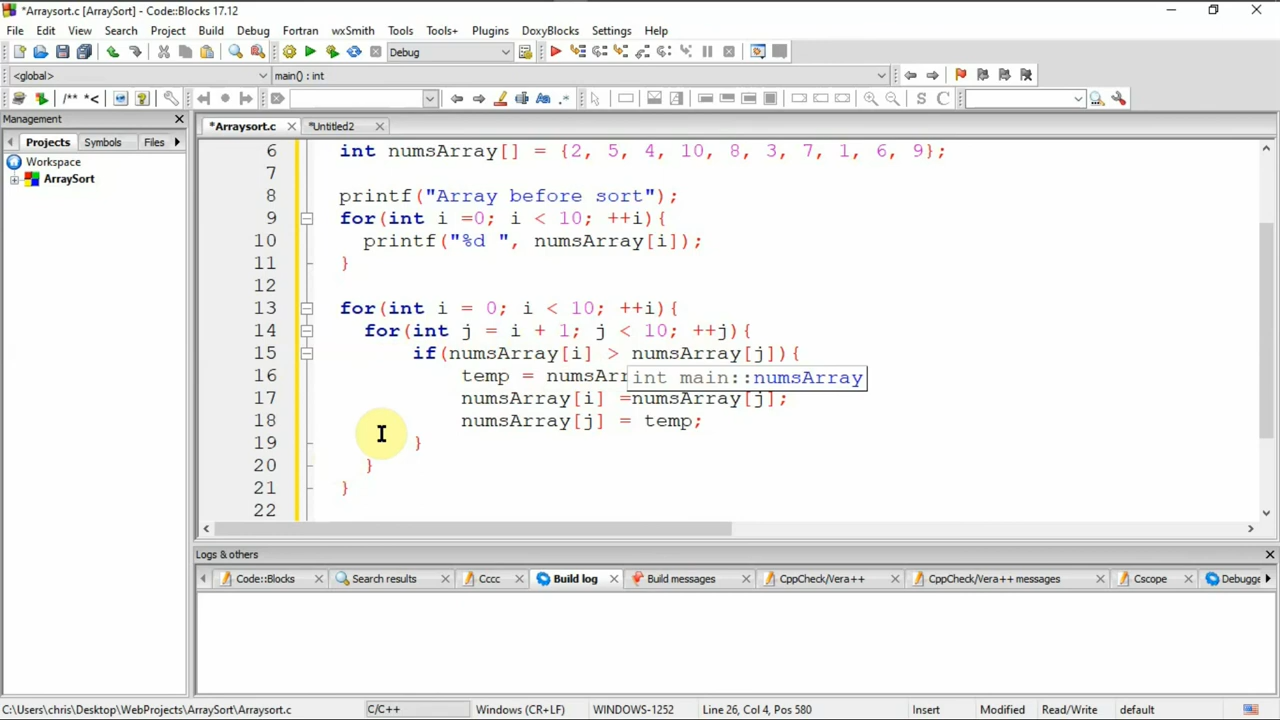 *Arraysort.c [ArraySort] - Code::Blocks 17.12
File Edit View Search Project Build Debug Fortran wxSmith Tools Tools+ Plugins DoxyBlocks Settings Help
Debug
<global> main() : int
/** *<
S C
Management
Projects Symbols Files
Workspace
ArraySort
*Arraysort.c *Untitled2
6 int numsArray[] = {2, 5, 4, 10, 8, 3, 7, 1, 6, 9};
7
8 printf("Array before sort");
9 for(int i =0; i < 10; ++i){
10 printf("%d ", numsArray[i]);
11 }
12
13 for(int i = 0; i < 10; ++i){
14 for(int j = i + 1; j < 10; ++j){
15 if(numsArray[i] > numsArray[j]){
16 temp = numsArr
int main::numsArray
17 numsArray[i] =numsArray[j];
18 numsArray[j] = temp;
19 }
20 }
21 }
22
Logs & others
Code::Blocks Search results Cccc Build log Build messages CppCheck/Vera++ CppCheck/Vera++ messages Cscope Debugge
C:\Users\chris\Desktop\WebProjects\ArraySort\Arraysort.c C/C++ Windows (CR+LF) WINDOWS-1252 Line 26, Col 4, Pos 580 Insert Modified Read/Write default